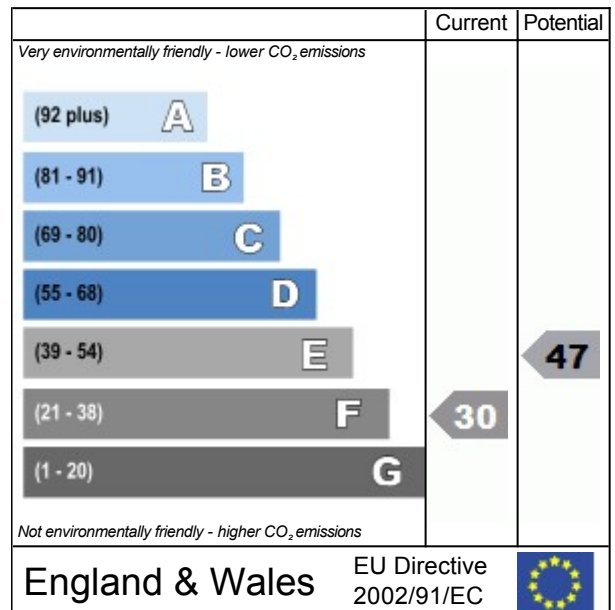 Current Potential
Very environmentally friendly - lower CO₂ emissions
(92 plus) A
(81 - 91) B
(69 - 80) C
(55 - 68) D
(39 - 54) E 47
(21 - 38) F 30
(1 - 20) G
Not environmentally friendly - higher CO₂ emissions
England & Wales EU Directive
2002/91/EC